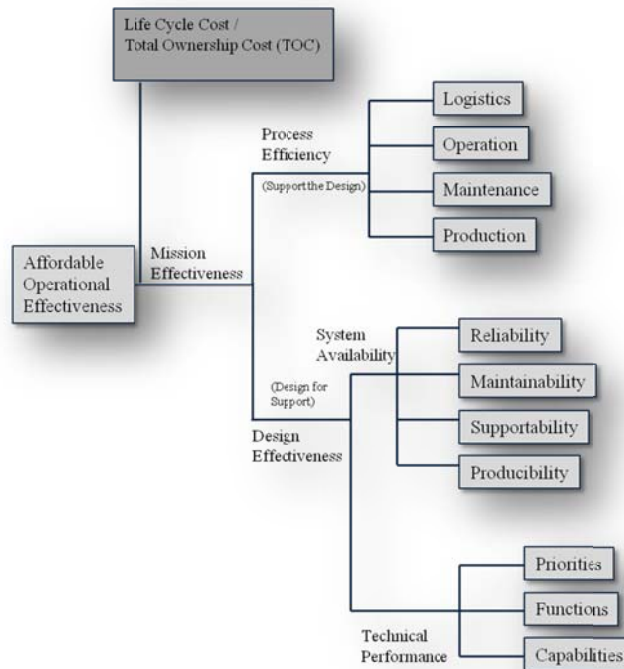 Life Cycle Cost /
Total Ownership Cost (TOC)
Process
Efficiency
(Support the Design)
Logistics
Operation
Maintenance
Production
Affordable
Operational
Effectiveness
Mission
Effectiveness
System
Availability
(Design for
Support)
Design
Effectiveness
Reliability
Maintainability
Supportability
Producibility
Technical
Performance
Priorities
Functions
Capabilities